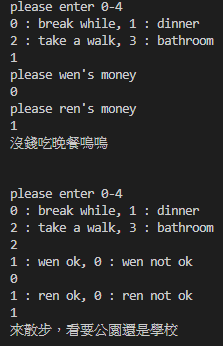 please enter 0-4
0 : break while, 1 : dinner
2 : take a walk, 3 : bathroom
1
please wen's money
0
please ren's money
1
沒錢吃晚餐嗚嗚
please enter 0-4
0 : break while, 1 : dinner
2 : take a walk, 3 : bathroom
2
1 : wen ok, 0 : wen not ok
0
1 : ren ok, 0 : ren not ok
1
來散步，看要公園還是學校